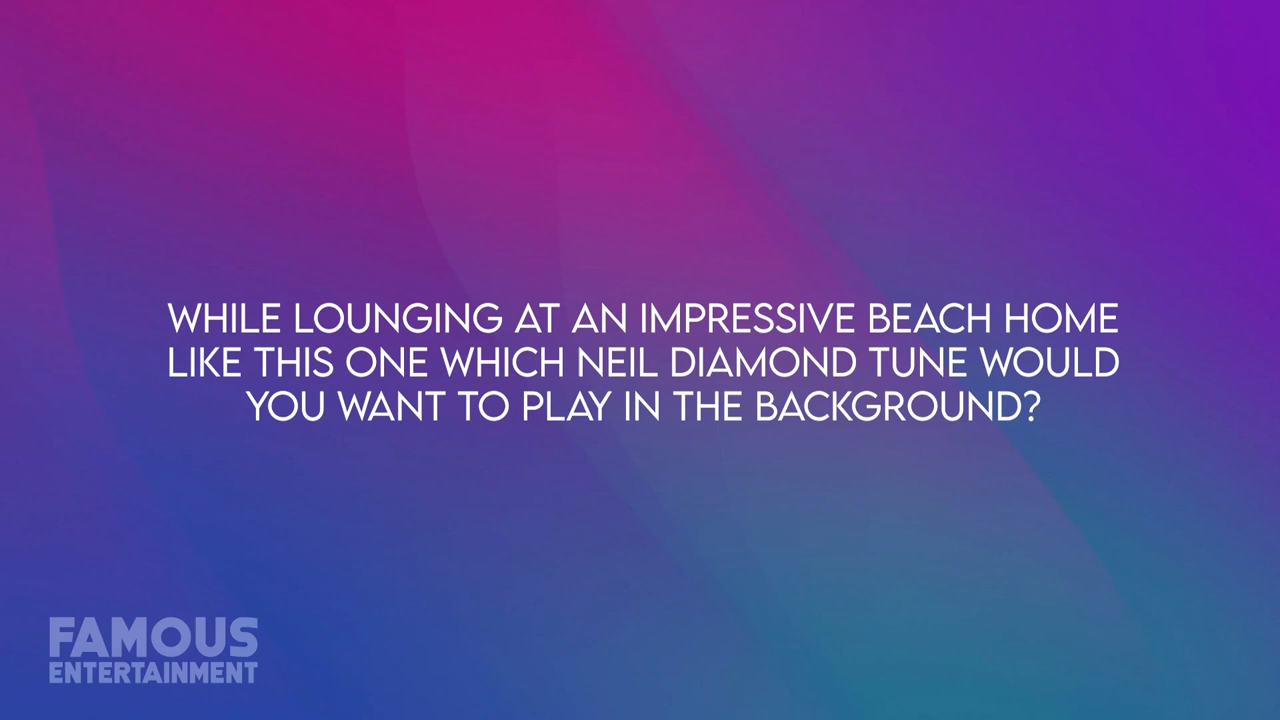 WHILE LOUNGING AT AN IMPRESSIVE BEACH HOME
LIKE THIS ONE WHICH NEIL DIAMOND TUNE WOULD
YOU WANT TO PLAY IN THE BACKGROUND?
FAMOUS
ENTERTAINMENT